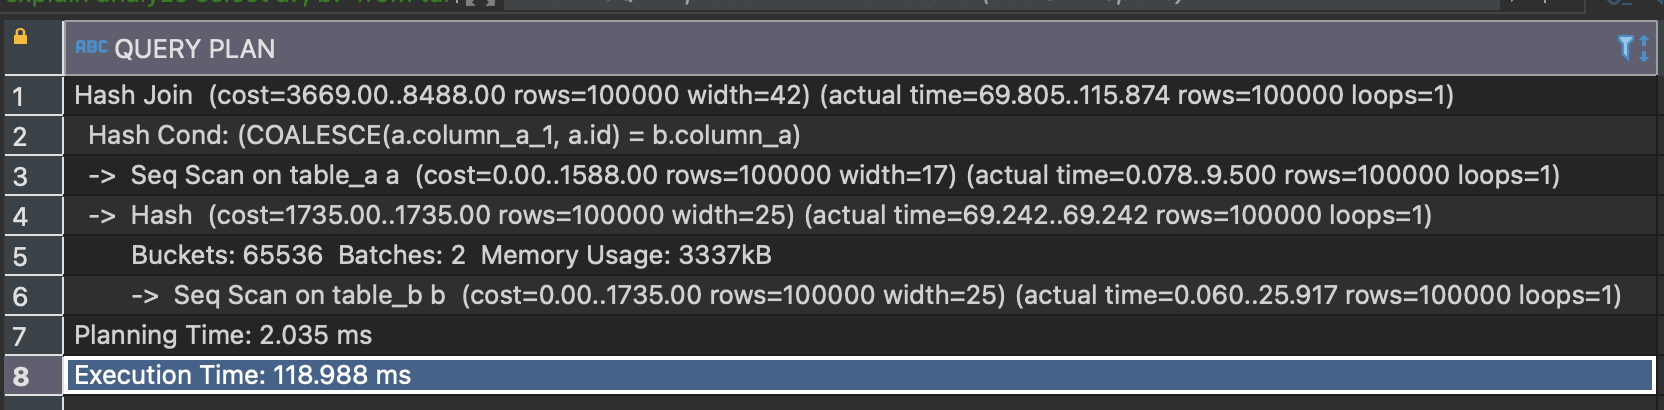 ABC QUERY PLAN
1 Hash Join (cost=3669.00..8488.00 rows=100000 width=42) (actual time=69.805..115.874 rows=100000 loops=1)
2 Hash Cond: (COALESCE(a.column_a_1, a.id) = b.column_a)
3 -> Seq Scan on table_a a (cost=0.00..1588.00 rows=100000 width=17) (actual time=0.078..9.500 rows=100000 loops=1)
4 -> Hash (cost=1735.00..1735.00 rows=100000 width=25) (actual time=69.242..69.242 rows=100000 loops=1)
5 Buckets: 65536 Batches: 2 Memory Usage: 3337kB
6 -> Seq Scan on table_b b (cost=0.00..1735.00 rows=100000 width=25) (actual time=0.060..25.917 rows=100000 loops=1)
7 Planning Time: 2.035 ms
8 Execution Time: 118.988 ms